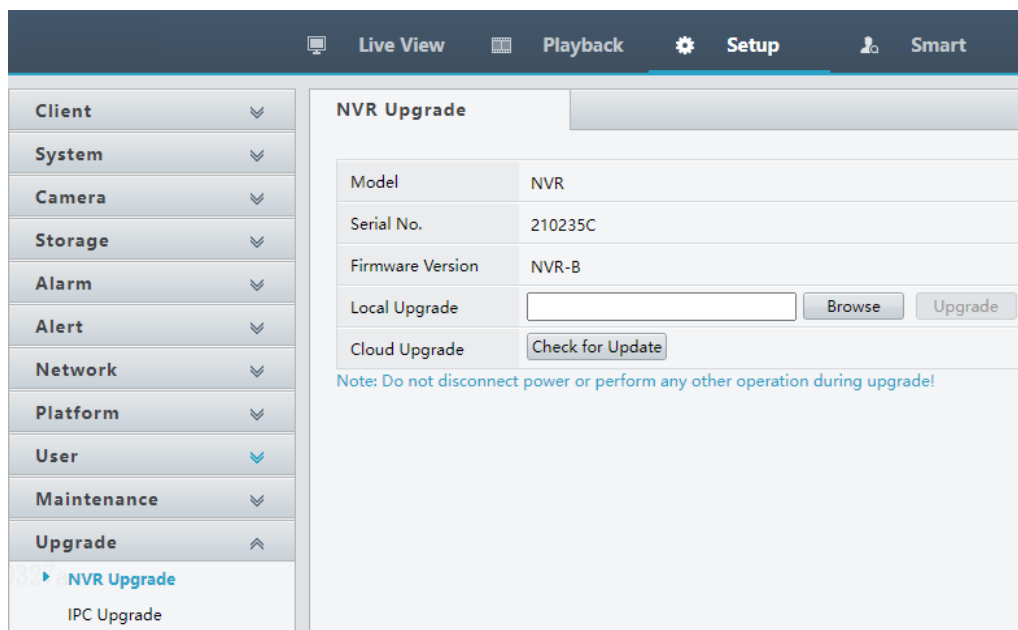 Live View Playback Setup Smart
Client
System
Camera
Storage
Alarm
Alert
Network
Platform
User
Maintenance
Upgrade
NVR Upgrade
IPC Upgrade
NVR Upgrade
Model NVR
Serial No. 210235C
Firmware Version NVR-B
Local Upgrade Browse Upgrade
Cloud Upgrade Check for Update
Note: Do not disconnect power or perform any other operation during upgrade!